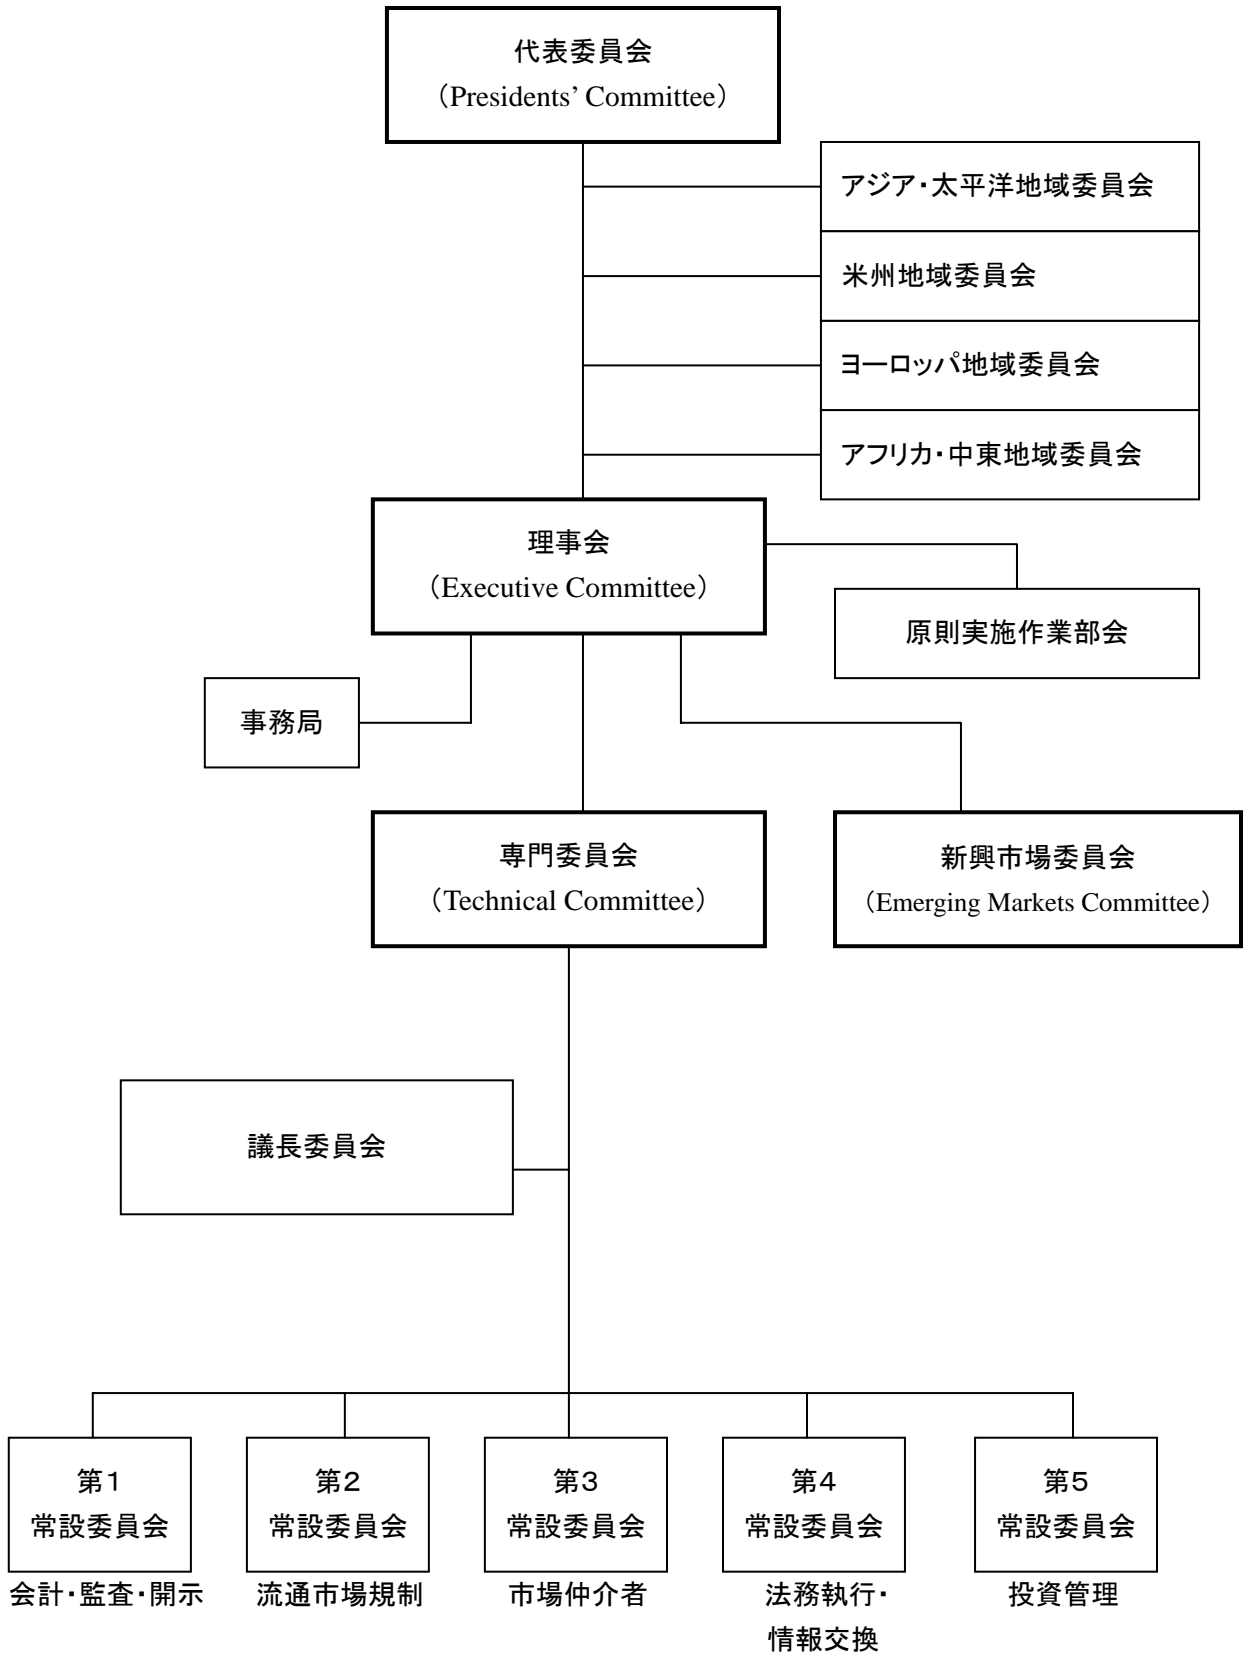 代表委員会
（Presidents’ Committee）
アジア・太平洋地域委員会
米州地域委員会
ヨーロッパ地域委員会
アフリカ・中東地域委員会
理事会
（Executive Committee）
原則実施作業部会
事務局
専門委員会
（Technical Committee）
新興市場委員会
（Emerging Markets Committee）
議長委員会
第１
常設委員会
会計・監査・開示
第２
常設委員会
流通市場規制
第３
常設委員会
市場仲介者
第４
常設委員会
法務執行・
情報交換
第５
常設委員会
投資管理